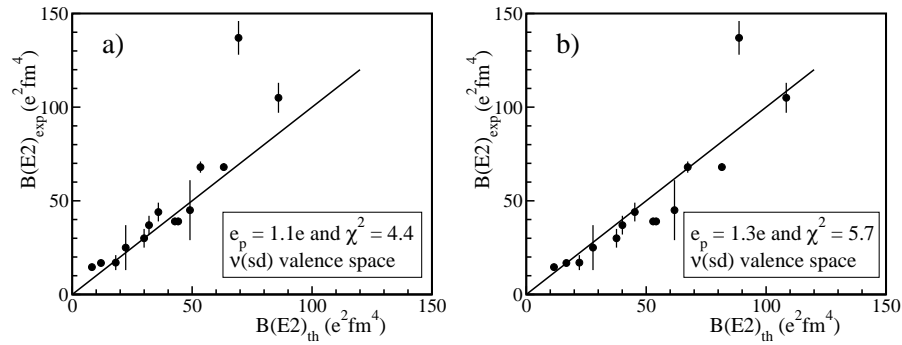 a)
150
100
50
0
B(E2)exp (e²fm⁴)
0 50 100 150
B(E2)th (e²fm⁴)
ep = 1.1e and χ² = 4.4
ν(sd) valence space
b)
150
100
50
0
B(E2)exp (e²fm⁴)
0 50 100 150
B(E2)th (e²fm⁴)
ep = 1.3e and χ² = 5.7
ν(sd) valence space